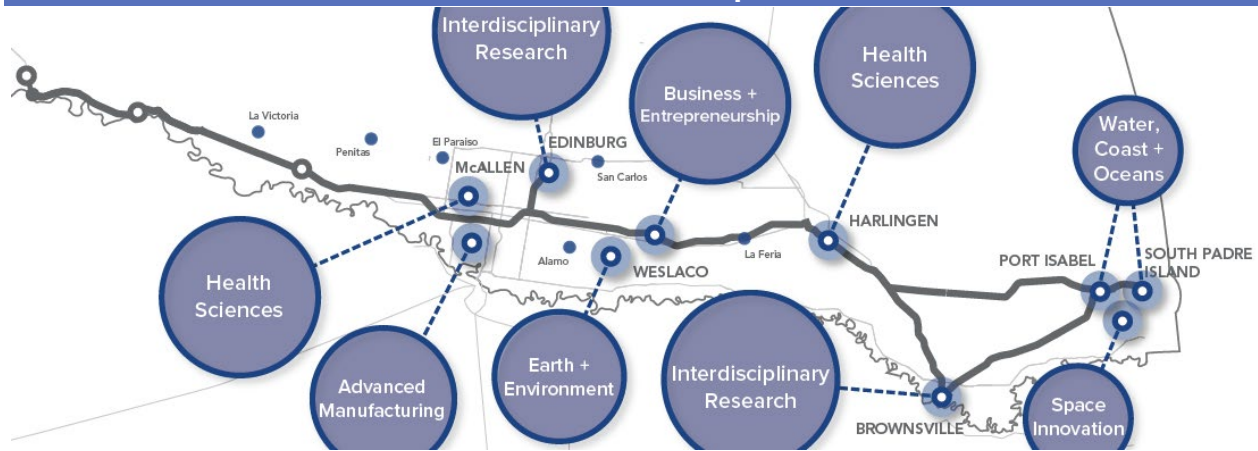 Interdisciplinary
Research
Health
Sciences
Business +
Entrepreneurship
La Victoria
Penitas
El Paraiso
EDINBURG
McALLEN
San Carlos
Water,
Coast +
Oceans
HARLINGEN
Alamo
WESLACO
La Feria
PORT ISABEL
SOUTH PADRE
ISLAND
Health
Sciences
Advanced
Manufacturing
Earth +
Environment
Interdisciplinary
Research
BROWNSVILLE
Space
Innovation